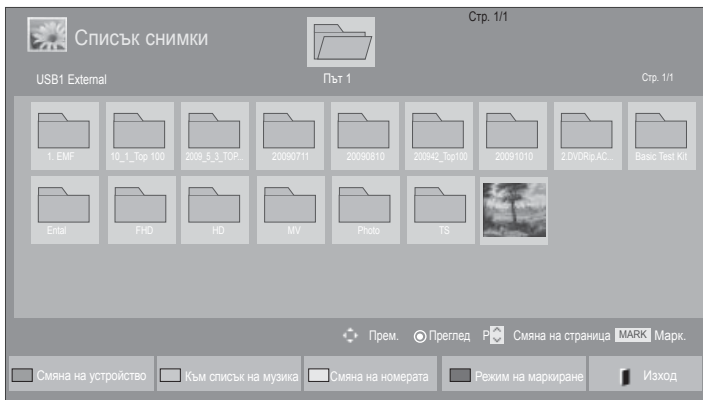 Стр. 1/1
Списък снимки
USB1 External Път 1 Стр. 1/1
1. EMF 10_1_Top 100 2009_5_3_TOP... 20090711 20090810 200942_Top100 20091010 2.DVDRip.AC... Basic Test Kit
Ental FHD HD MV Photo TS
Прем. Преглед P Смяна на страница MARK Марк.
Смяна на устройство Към списък на музика Смяна на номерата Режим на маркиране Изход